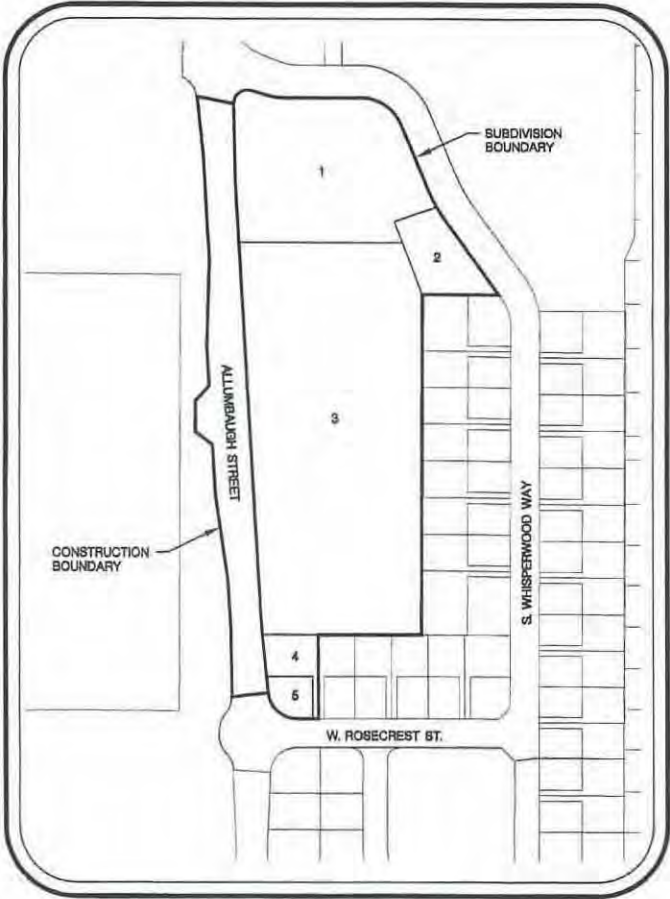 SUBDIVISION
BOUNDARY
1
2
3
ALLUMBAUGH STREET
S. WHISPERWOOD WAY
CONSTRUCTION
BOUNDARY
4
5
W. ROSECREST ST.